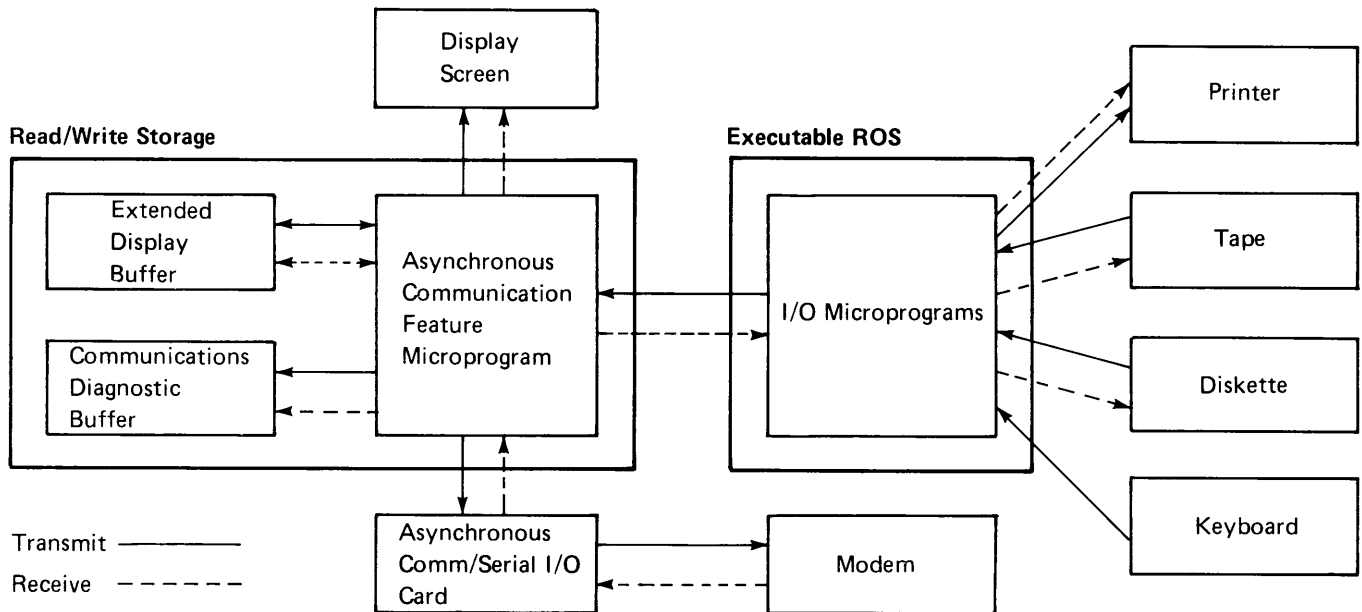 Display
Screen
Printer
Read/Write Storage
Executable ROS
Extended
Display
Buffer
Asynchronous
Communication
Feature
Microprogram
I/O Microprograms
Tape
Communications
Diagnostic
Buffer
Diskette
Keyboard
Transmit
Receive
Asynchronous
Comm/Serial I/O
Card
Modem